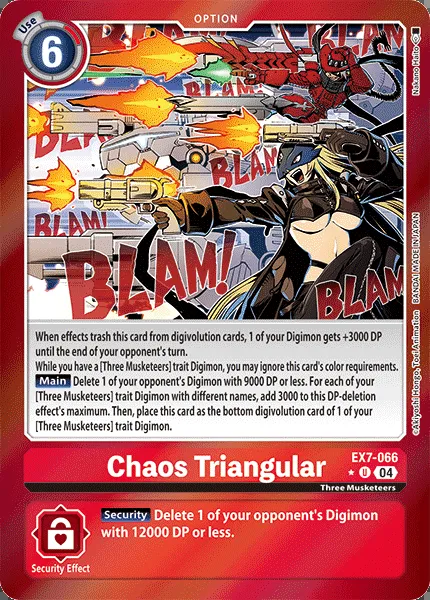 OPTION
Use
6
BLAM!
BLAM!
BLAM!
BLAM!
BLAM!
BLAM
When effects trash this card from digivolution cards, 1 of your Digimon gets +3000 DP
until the end of your opponent's turn.
While you have a [Three Musketeers] trait Digimon, you may ignore this card's color requirements.
Main Delete 1 of your opponent's Digimon with 9000 DP or less. For each of your
[Three Musketeers] trait Digimon with different names, add 3000 to this DP-deletion
effect's maximum. Then, place this card as the bottom digivolution card of 1 of your
[Three Musketeers] trait Digimon.
Chaos Triangular
EX7-066
U 04
Three Musketeers
Security Delete 1 of your opponent's Digimon
with 12000 DP or less.
Security Effect
©Akiyoshi Hongo, Toei Animation BANDAI MADE IN JAPAN